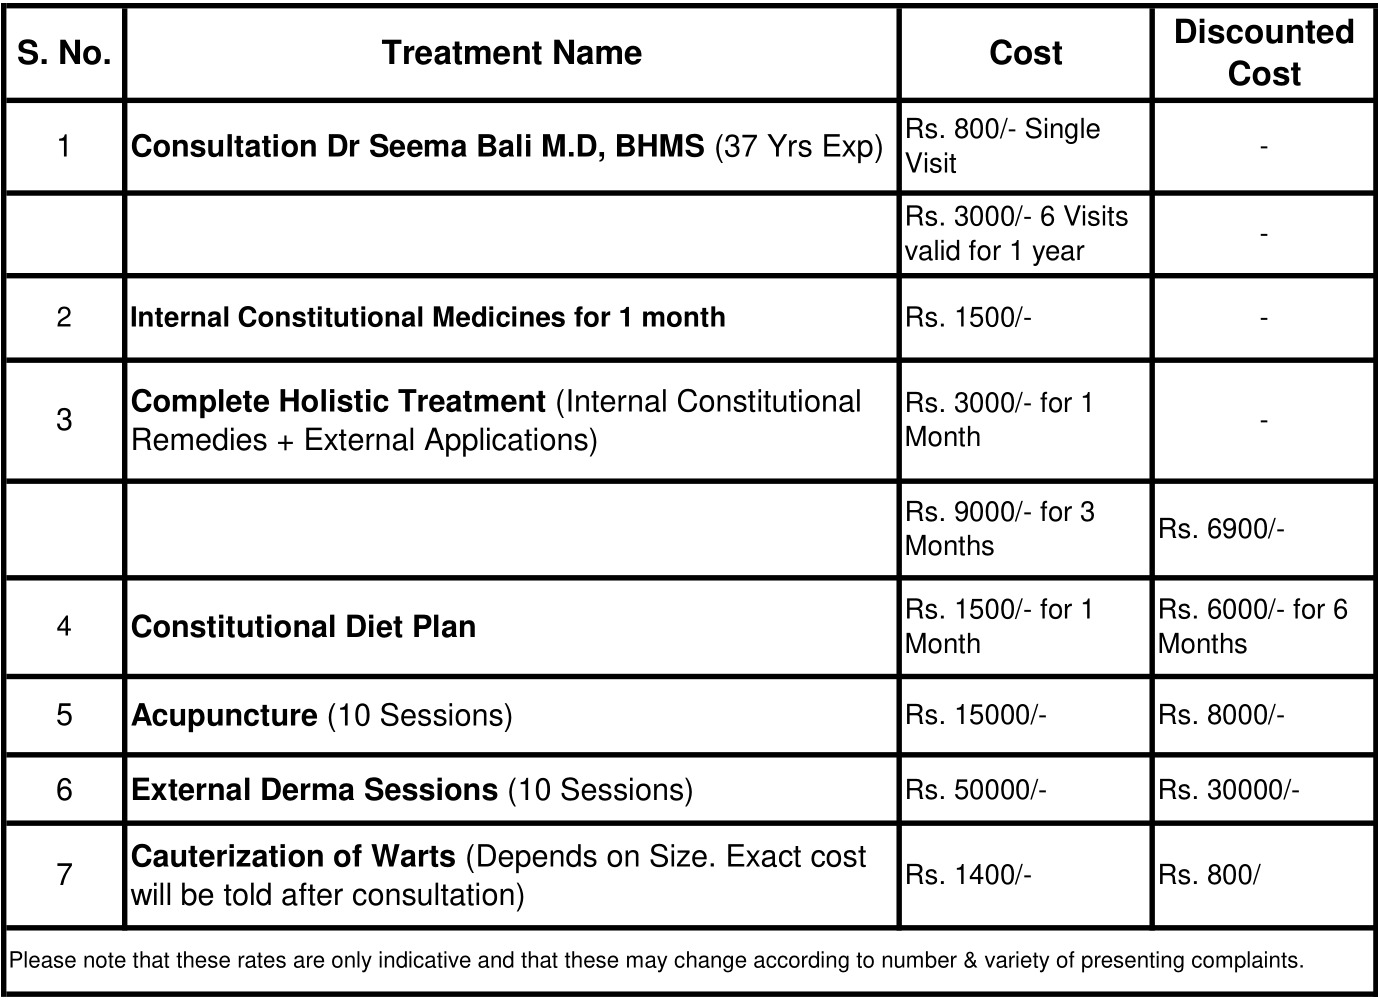 S. No. Treatment Name Cost Discounted Cost
1 Consultation Dr Seema Bali M.D, BHMS (37 Yrs Exp) Rs. 800/- Single Visit -
Rs. 3000/- 6 Visits valid for 1 year -
2 Internal Constitutional Medicines for 1 month Rs. 1500/- -
3 Complete Holistic Treatment (Internal Constitutional Remedies + External Applications) Rs. 3000/- for 1 Month -
Rs. 9000/- for 3 Months Rs. 6900/-
4 Constitutional Diet Plan Rs. 1500/- for 1 Month Rs. 6000/- for 6 Months
5 Acupuncture (10 Sessions) Rs. 15000/- Rs. 8000/-
6 External Derma Sessions (10 Sessions) Rs. 50000/- Rs. 30000/-
7 Cauterization of Warts (Depends on Size. Exact cost will be told after consultation) Rs. 1400/- Rs. 800/
Please note that these rates are only indicative and that these may change according to number & variety of presenting complaints.